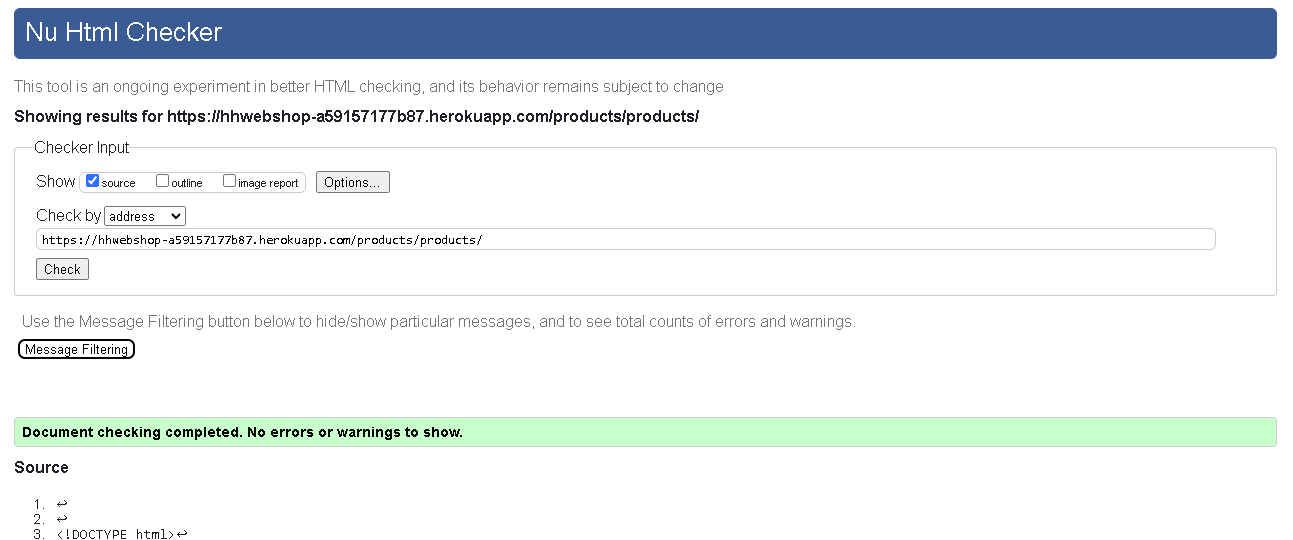 Nu Html Checker
This tool is an ongoing experiment in better HTML checking, and its behavior remains subject to change
Showing results for https://hhwebshop-a59157177b87.herokuapp.com/products/products/
Checker Input
Show source outline image report Options...
Check by address
https://hhwebshop-a59157177b87.herokuapp.com/products/products/
Check
Use the Message Filtering button below to hide/show particular messages, and to see total counts of errors and warnings.
Message Filtering
Document checking completed. No errors or warnings to show.
Source
1. ↩
2. ↩
3. <!DOCTYPE html>↩